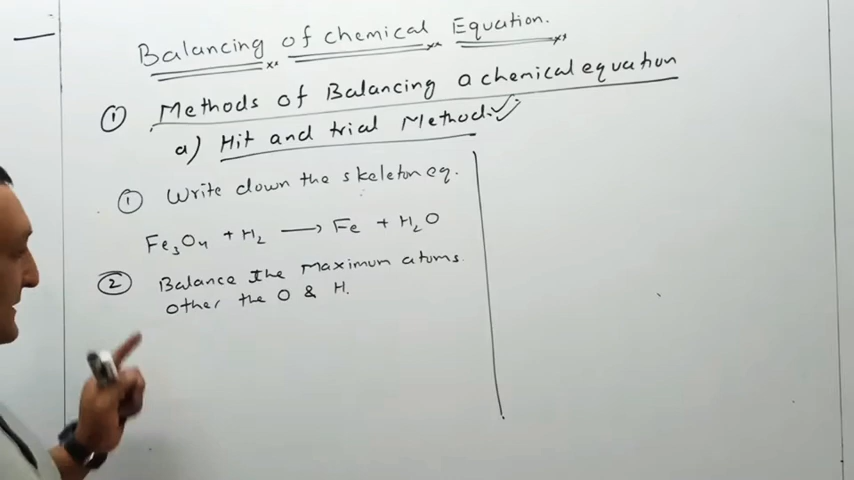 Balancing of chemical Equation.
① Methods of Balancing a chemical equation
a) Hit and trial Method. ✓
① Write down the skeleton eq.
Fe₃O₄ + H₂ → Fe + H₂O
② Balance the Maximum atoms.
Other the O & H.